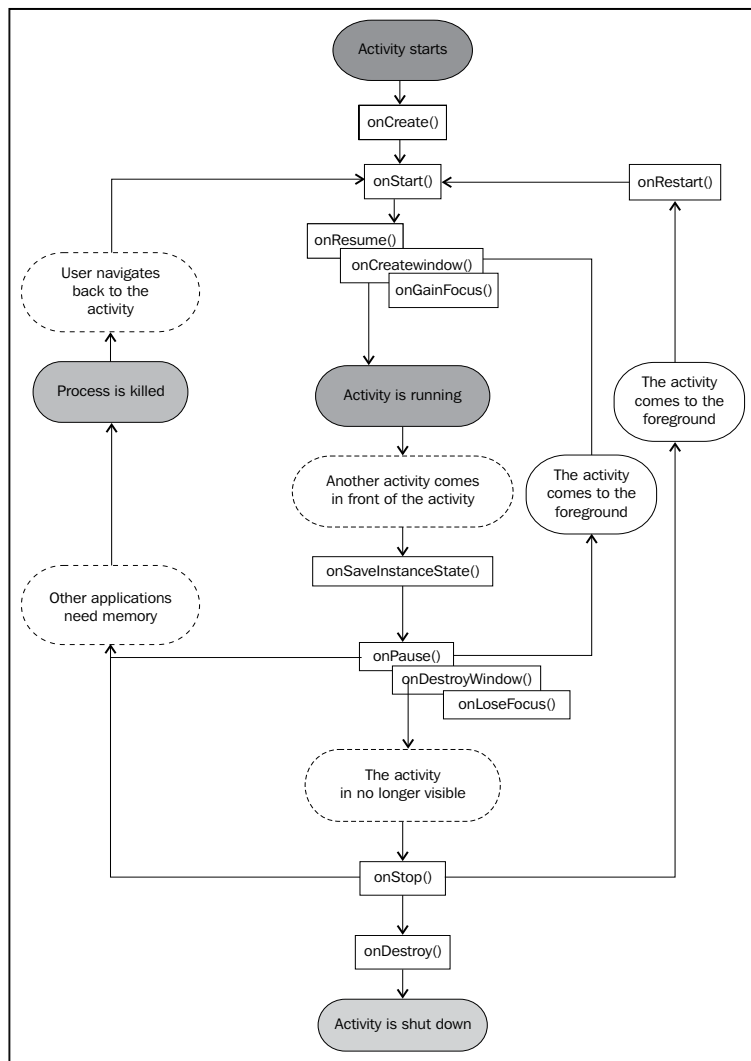 Activity starts
onCreate()
onStart()
onRestart()
onResume()
onCreatewindow()
onGainFocus()
User navigates
back to the
activity
Process is killed
Activity is running
The activity
comes to the
foreground
Another activity comes
in front of the activity
The activity
comes to the
foreground
onSaveInstanceState()
Other applications
need memory
onPause()
onDestroyWindow()
onLoseFocus()
The activity
in no longer visible
onStop()
onDestroy()
Activity is shut down